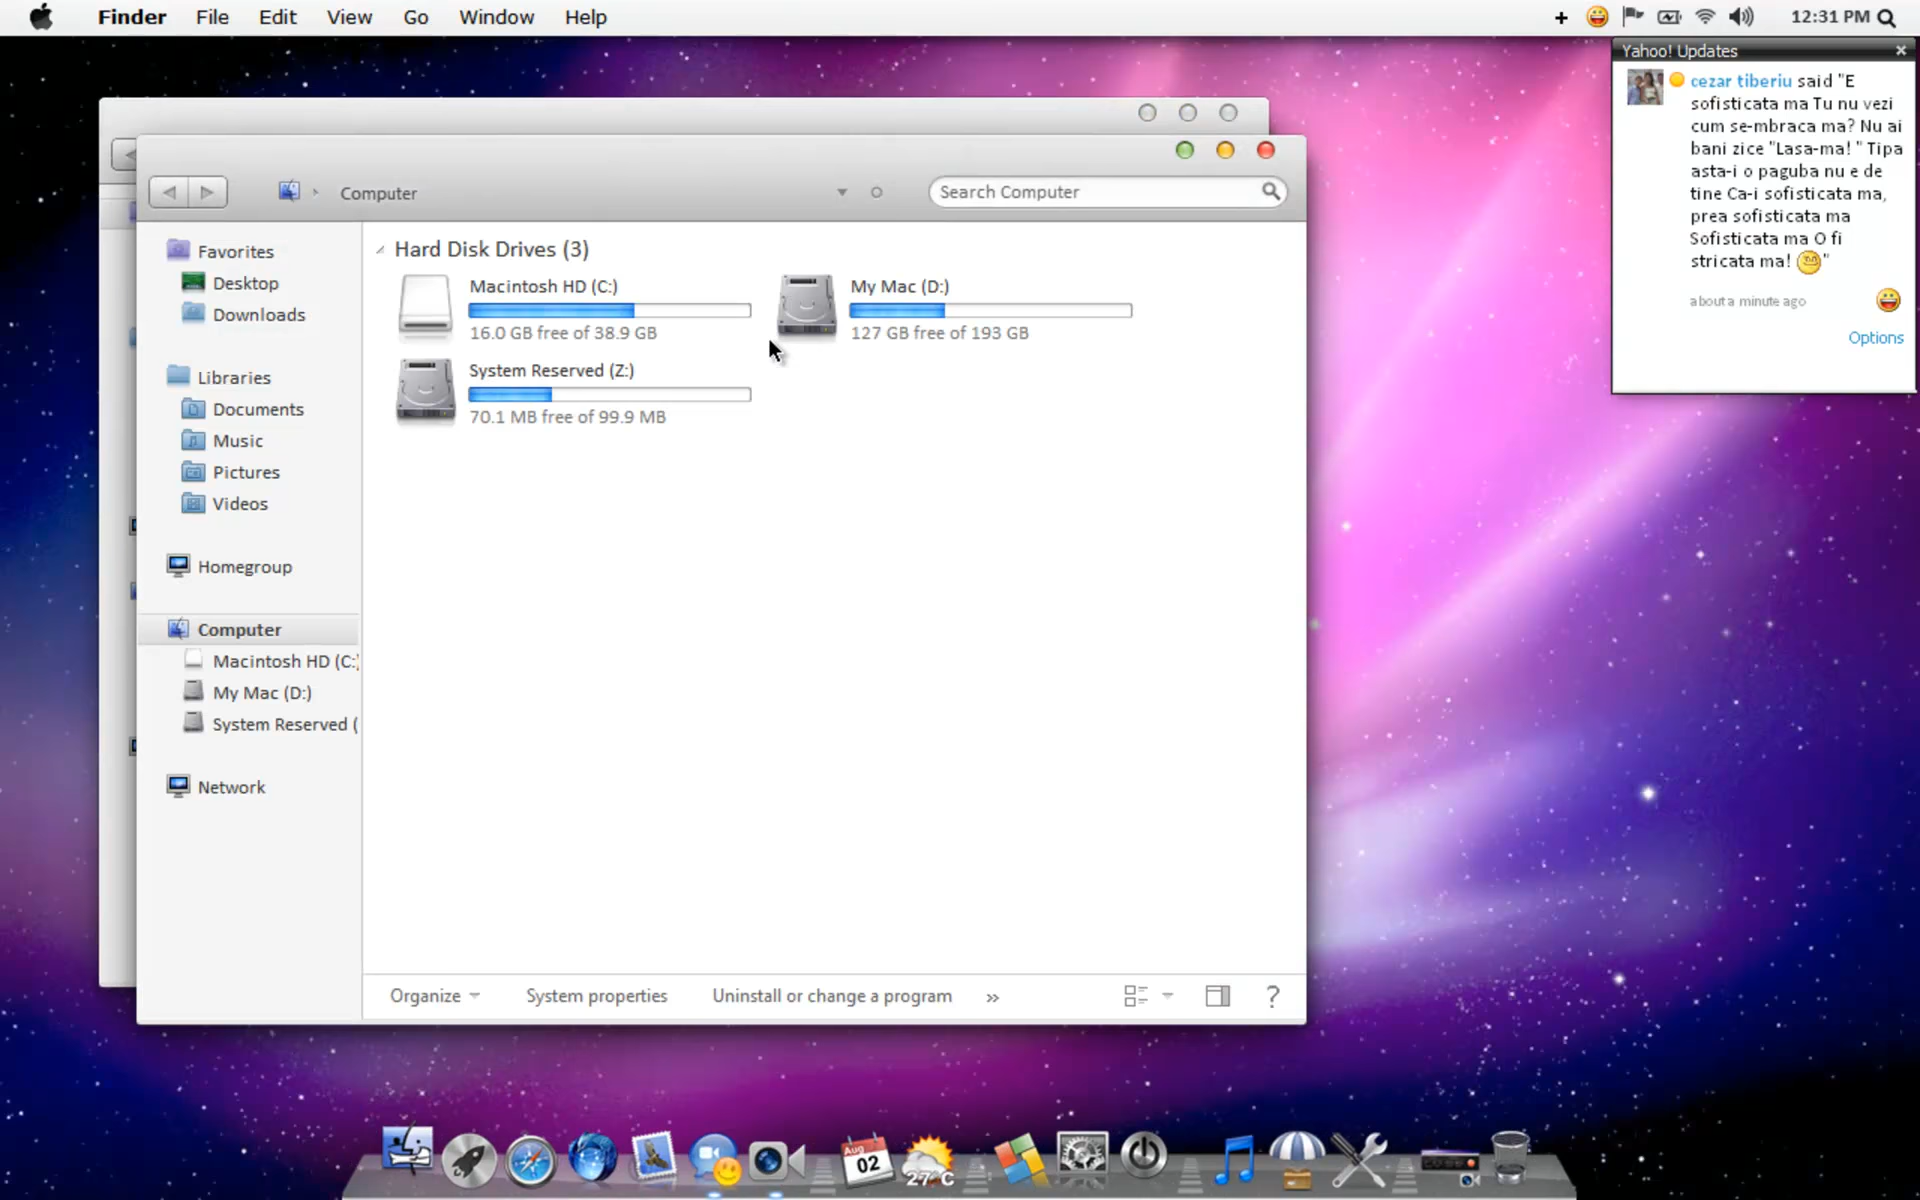 Finder File Edit View Go Window Help
12:31 PM
Yahoo! Updates
cezar tiberiu said "E
sofisticata ma Tu nu vezi
cum se-mbraca ma? Nu ai
bani zice "Lasa-ma! " Tipa
asta-i o paguba nu e de
tine Ca-i sofisticata ma,
prea sofisticata ma
Sofisticata ma O fi
stricata ma! "
about a minute ago
Options
Computer
Search Computer
Favorites
Desktop
Downloads
Libraries
Documents
Music
Pictures
Videos
Homegroup
Computer
Macintosh HD (C:)
My Mac (D:)
System Reserved (
Network
Hard Disk Drives (3)
Macintosh HD (C:)
16.0 GB free of 38.9 GB
My Mac (D:)
127 GB free of 193 GB
System Reserved (Z:)
70.1 MB free of 99.9 MB
Organize System properties Uninstall or change a program » ?
Aug
02
27°C